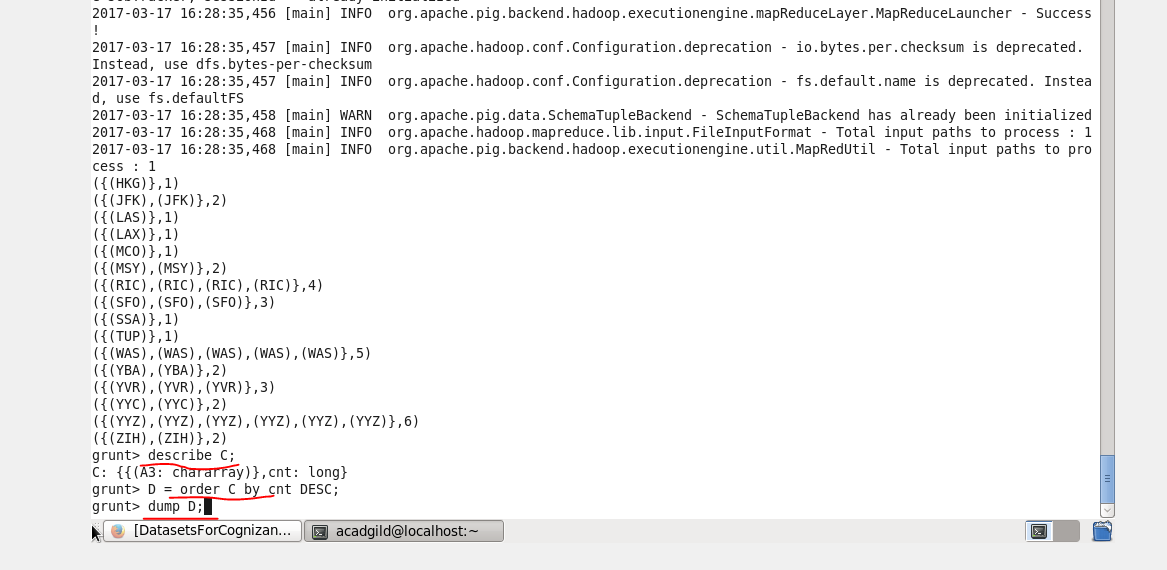 2017-03-17 16:28:35,456 [main] INFO  org.apache.pig.backend.hadoop.executionengine.mapReduceLayer.MapReduceLauncher - Success
!
2017-03-17 16:28:35,457 [main] INFO  org.apache.hadoop.conf.Configuration.deprecation - io.bytes.per.checksum is deprecated.
Instead, use dfs.bytes-per-checksum
2017-03-17 16:28:35,457 [main] INFO  org.apache.hadoop.conf.Configuration.deprecation - fs.default.name is deprecated. Instea
d, use fs.defaultFS
2017-03-17 16:28:35,458 [main] WARN  org.apache.pig.data.SchemaTupleBackend - SchemaTupleBackend has already been initialized
2017-03-17 16:28:35,468 [main] INFO  org.apache.hadoop.mapreduce.lib.input.FileInputFormat - Total input paths to process : 1
2017-03-17 16:28:35,468 [main] INFO  org.apache.pig.backend.hadoop.executionengine.util.MapRedUtil - Total input paths to pro
cess : 1
({(HKG)},1)
({(JFK),(JFK)},2)
({(LAS)},1)
({(LAX)},1)
({(MCO)},1)
({(MSY),(MSY)},2)
({(RIC),(RIC),(RIC),(RIC)},4)
({(SFO),(SFO),(SFO)},3)
({(SSA)},1)
({(TUP)},1)
({(WAS),(WAS),(WAS),(WAS),(WAS)},5)
({(YBA),(YBA)},2)
({(YVR),(YVR),(YVR)},3)
({(YYC),(YYC)},2)
({(YYZ),(YYZ),(YYZ),(YYZ),(YYZ),(YYZ)},6)
({(ZIH),(ZIH)},2)
grunt> describe C;
C: {{(A3: chararray)},cnt: long}
grunt> D = order C by cnt DESC;
grunt> dump D;
[DatasetsForCognizan...
acadgild@localhost:~